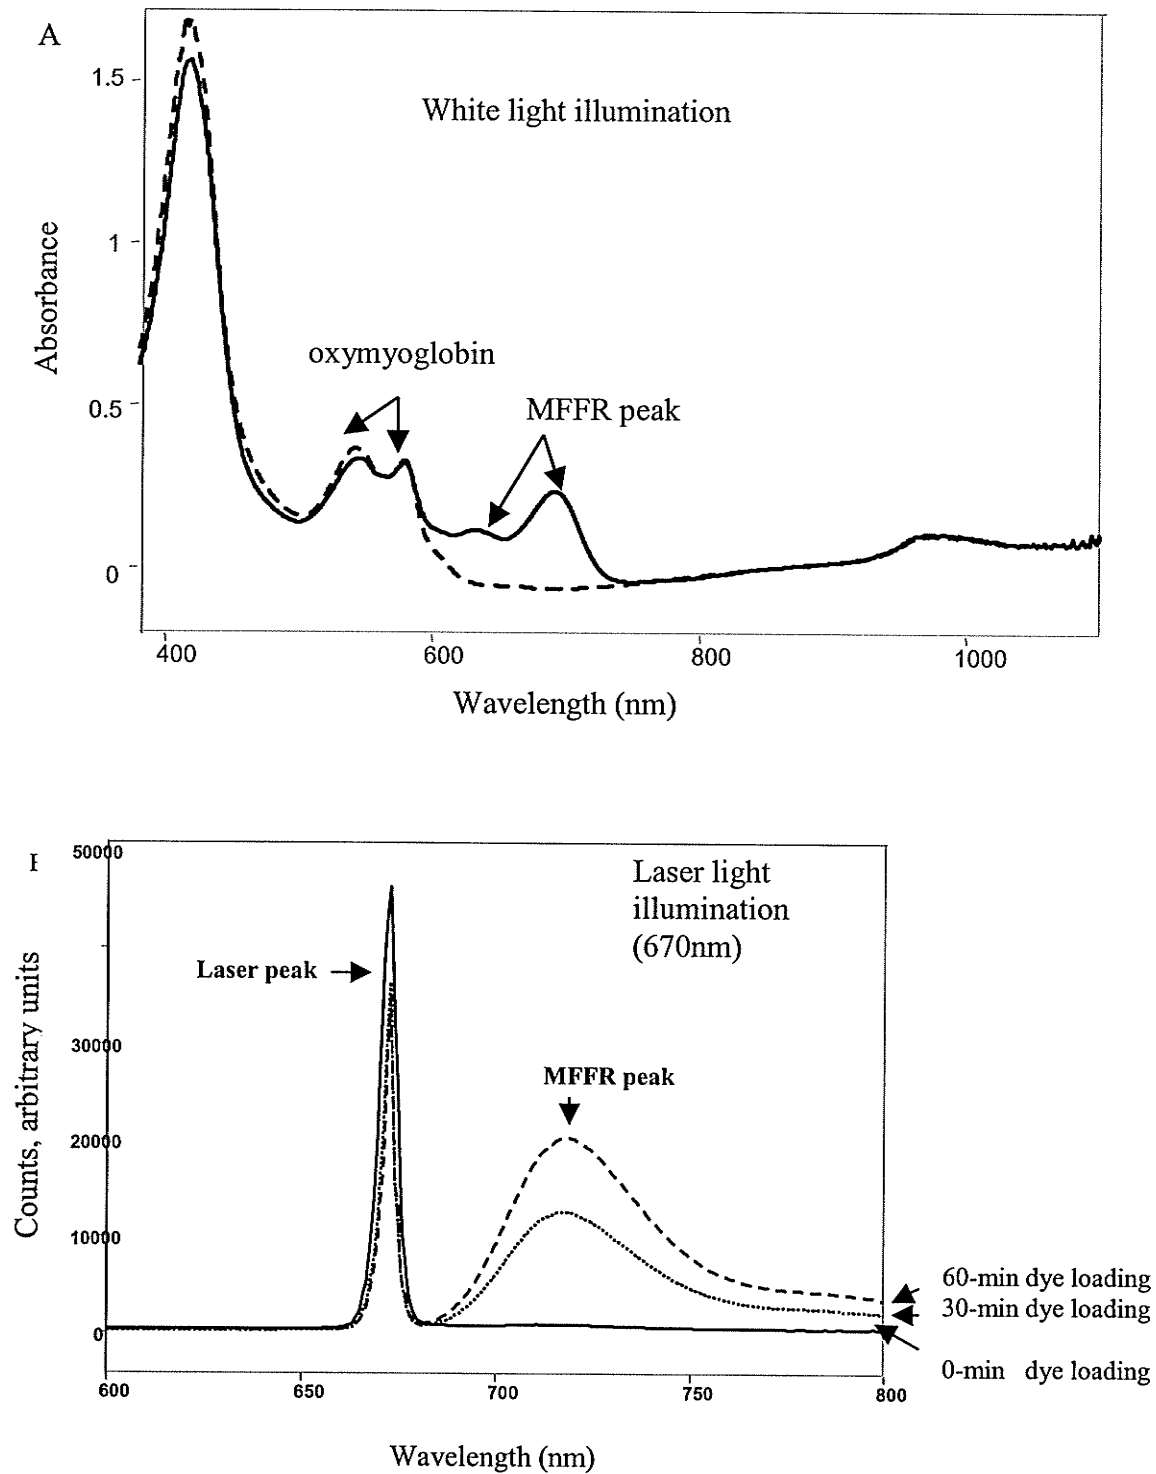 A
White light illumination
1.5
1
0.5
0
Absorbance
oxymyoglobin
MFFR peak
400 600 800 1000
Wavelength (nm)
50000
30000
20000
10000
0
Counts, arbitrary units
Laser light
illumination
(670nm)
Laser peak
MFFR peak
60-min dye loading
30-min dye loading
0-min dye loading
600 650 700 750 800
Wavelength (nm)